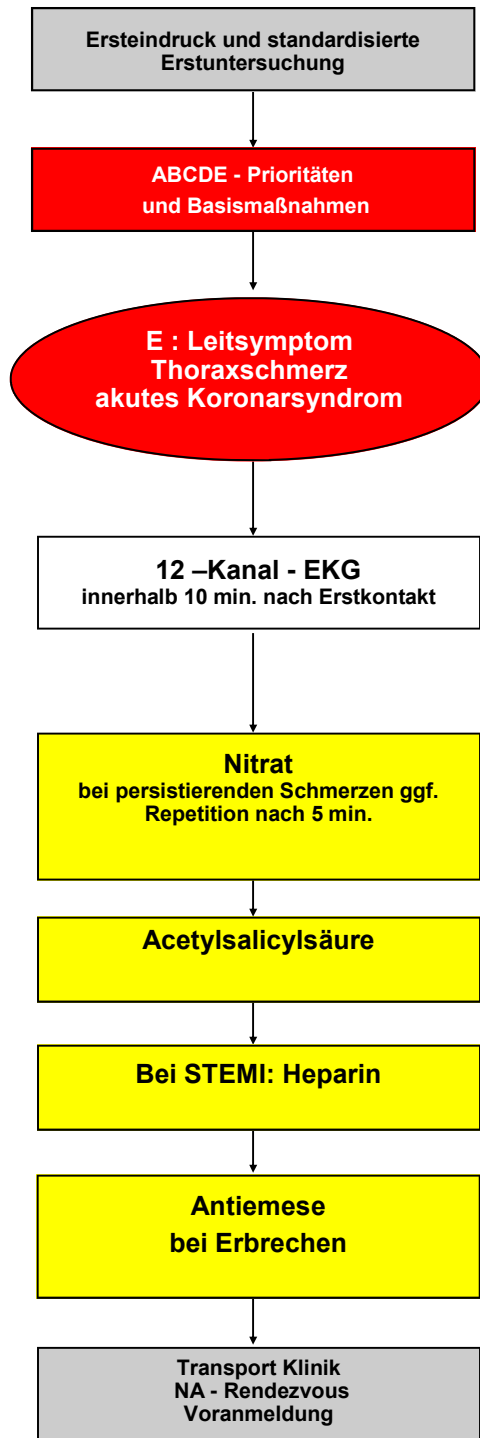 Ersteindruck und standardisierte
Erstuntersuchung
ABCDE - Prioritäten
und Basismaßnahmen
E : Leitsymptom
Thoraxschmerz
akutes Koronarsyndrom
12 –Kanal - EKG
innerhalb 10 min. nach Erstkontakt
Nitrat
bei persistierenden Schmerzen ggf.
Repetition nach 5 min.
Acetylsalicylsäure
Bei STEMI: Heparin
Antiemese
bei Erbrechen
Transport Klinik
NA - Rendezvous
Voranmeldung